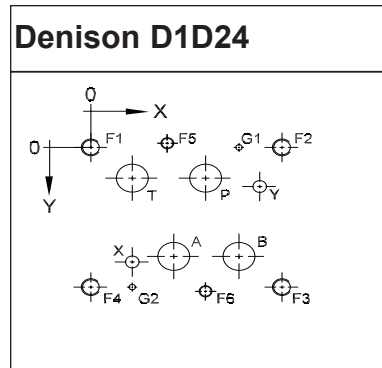 Denison D1D24
0
X
0 F1 F5 G1 F2
Y T P Y
X A B
F4 G2 F6 F3